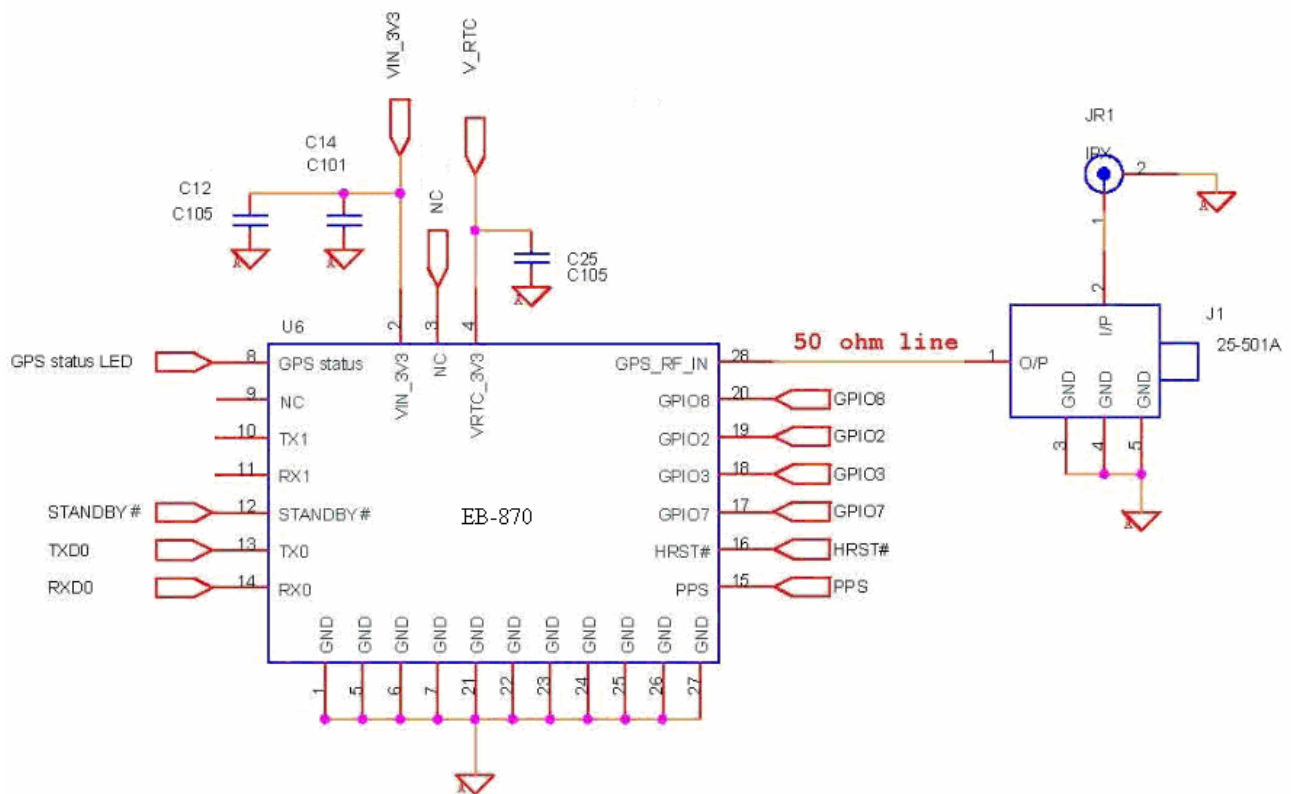 VIN_3V3
V_RTC
C14
C101
C12
C105
NC
C25
C105
JR1
IPX
2
1
2
I/P
J1
25-501A
U6
2
3
4
VIN_3V3
NC
VRTC_3V3
GPS status LED
8
GPS status
9
NC
10
TX1
11
RX1
STANDBY#
12
STANDBY#
TXD0
13
TX0
RXD0
14
RX0
EB-870
GPS_RF_IN
28
50 ohm line
1
O/P
GND
GND
GND
3
4
5
GPIO8
20
GPIO8
GPIO2
19
GPIO2
GPIO3
18
GPIO3
GPIO7
17
GPIO7
HRST#
16
HRST#
PPS
15
PPS
GND
GND
GND
GND
GND
GND
GND
GND
GND
GND
GND
1
5
6
7
21
22
23
24
25
26
27
A
A
A
A
A
A